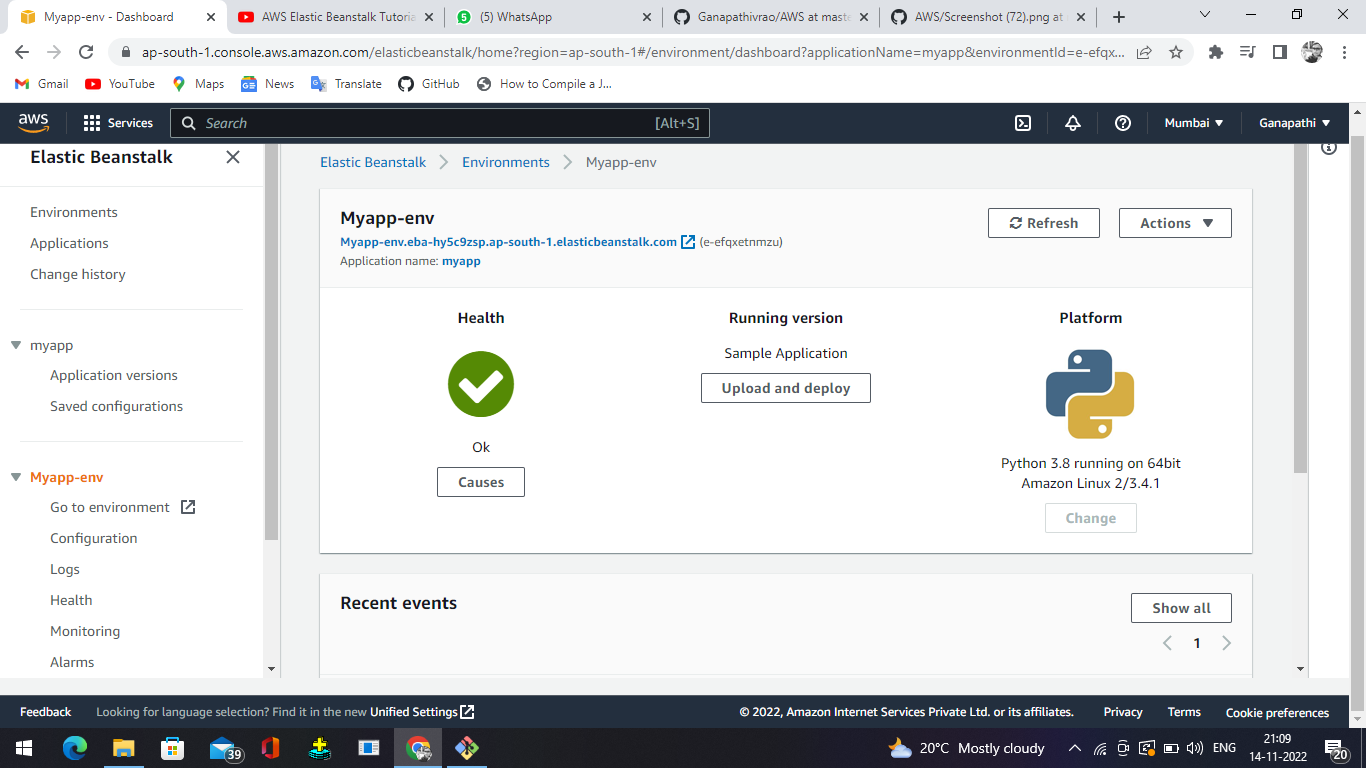 Myapp-env - Dashboard
AWS Elastic Beanstalk Tutoria
(5) WhatsApp
Ganapathivrao/AWS at maste
AWS/Screenshot (72).png at
ap-south-1.console.aws.amazon.com/elasticbeanstalk/home?region=ap-south-1#/environment/dashboard?applicationName=myapp&environmentId=e-efqx...
Gmail
YouTube
Maps
News
Translate
GitHub
How to Compile a J...
aws
Services
Search
[Alt+S]
Mumbai
Ganapathi
Elastic Beanstalk
Environments
Applications
Change history
myapp
Application versions
Saved configurations
Myapp-env
Go to environment
Configuration
Logs
Health
Monitoring
Alarms
Elastic Beanstalk
Environments
Myapp-env
Myapp-env
Refresh
Actions
Myapp-env.eba-hy5c9zsp.ap-south-1.elasticbeanstalk.com (e-efqxetnmzu)
Application name: myapp
Health
Ok
Causes
Running version
Sample Application
Upload and deploy
Platform
Python 3.8 running on 64bit
Amazon Linux 2/3.4.1
Change
Recent events
Show all
1
Feedback
Looking for language selection? Find it in the new Unified Settings
© 2022, Amazon Internet Services Private Ltd. or its affiliates.
Privacy
Terms
Cookie preferences
39
20°C Mostly cloudy
ENG
21:09
14-11-2022
20